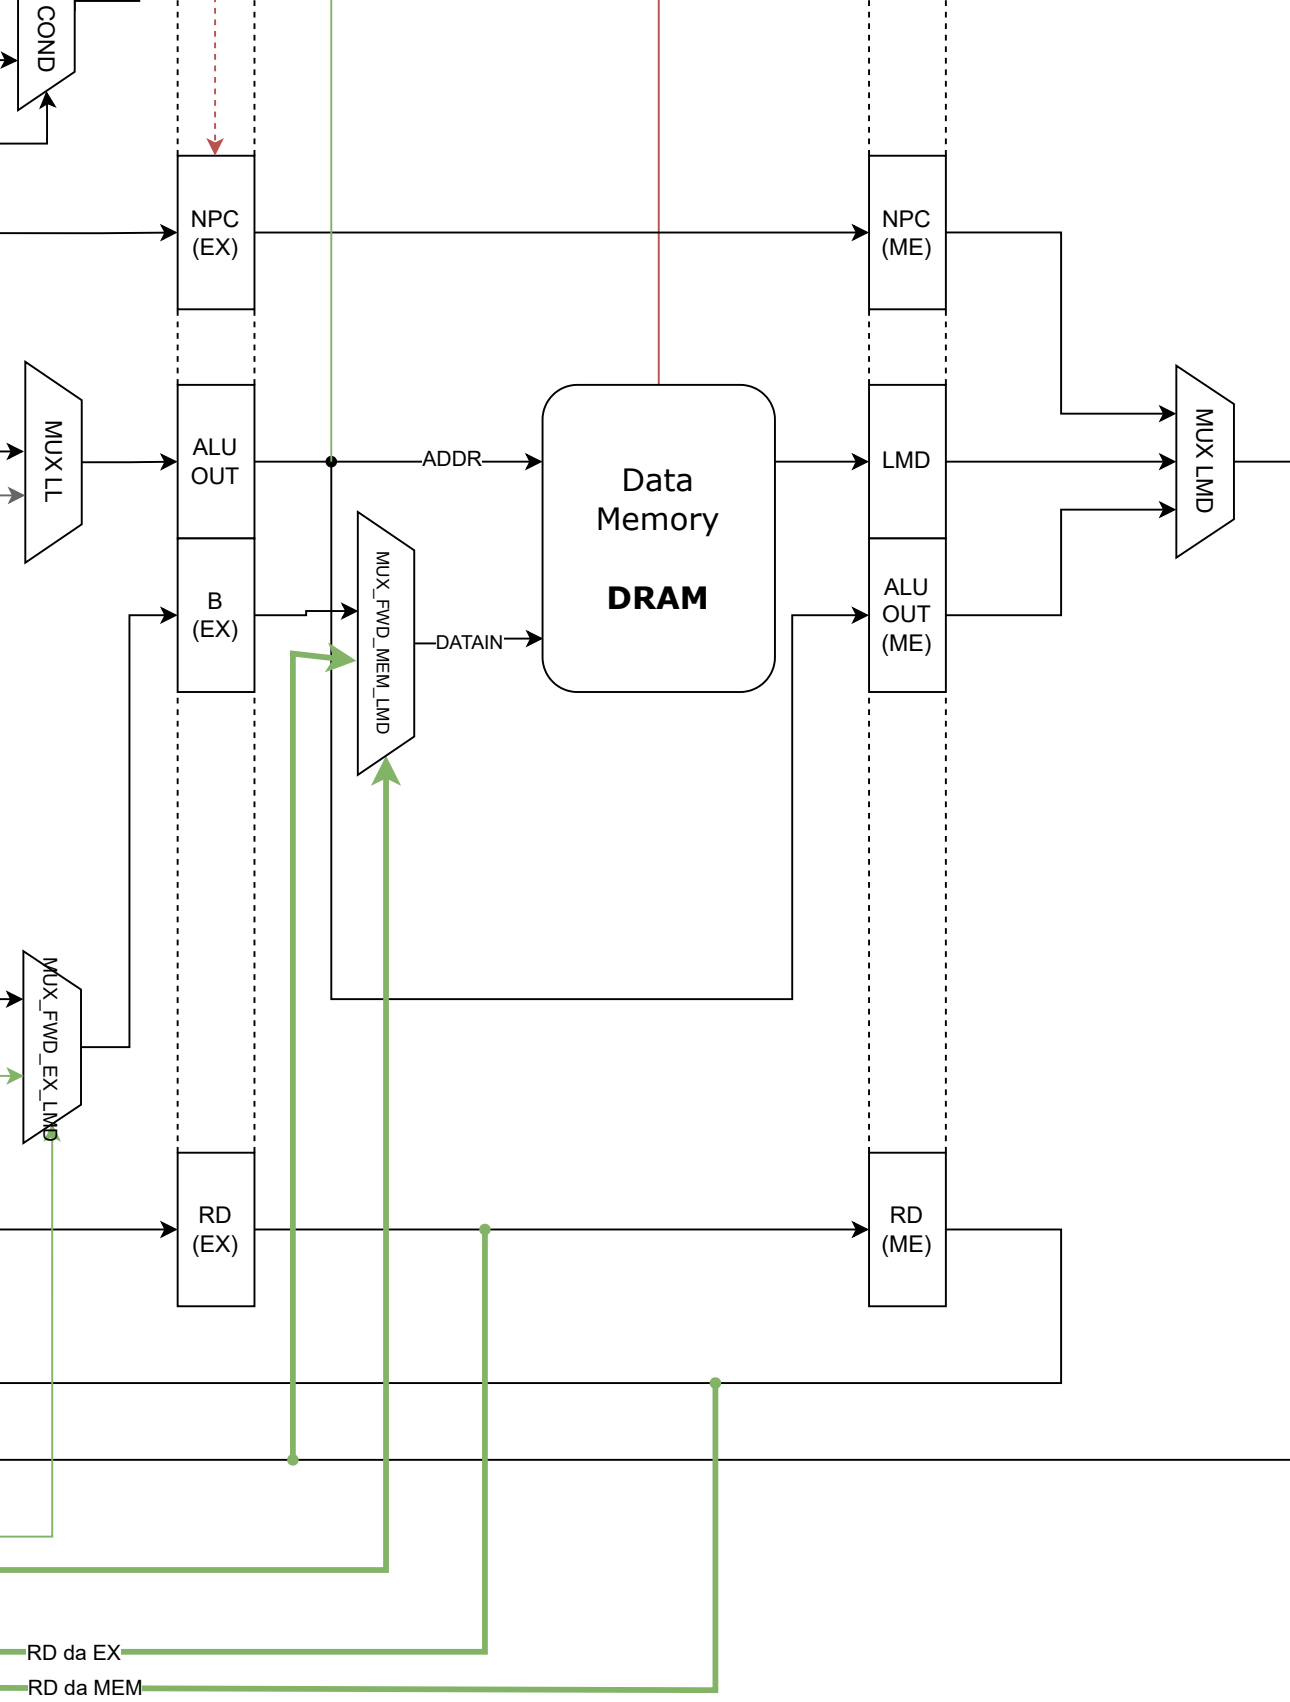 COND
NPC
(EX)
NPC
(ME)
MUX LL
ALU
OUT
ADDR
Data
Memory
DRAM
LMD
MUX LMD
B
(EX)
MUX_FWD_MEM_LMD
DATAIN
ALU
OUT
(ME)
MUX_FWD_EX_LMD
RD
(EX)
RD
(ME)
RD da EX
RD da MEM